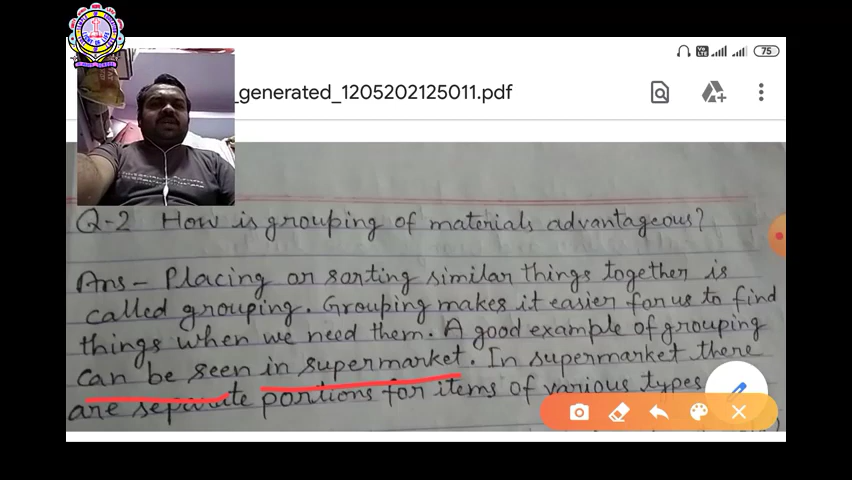 75
_generated_1205202125011.pdf
Q-2 How is grouping of materials advantageous?
Ans - Placing or sorting similar things together is
called grouping. Grouping makes it easier for us to find
things when we need them. A good example of grouping
can be seen in supermarket. In supermarket there
are separate portions for items of various types